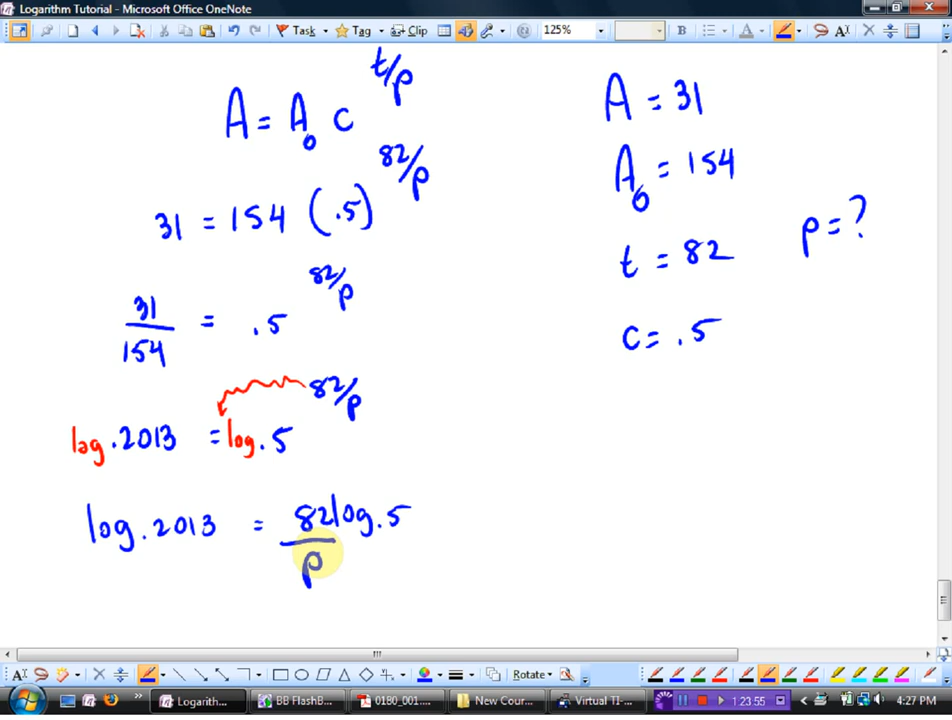 Logarithm Tutorial - Microsoft Office OneNote
Task Tag Clip 125% B A
A = A₀ c^(t/p)
31 = 154 (.5)^(82/p)
31/154 = .5^(82/p)
log .2013 = log .5^(82/p)
log .2013 = 82 log .5 / p
A = 31
A₀ = 154
t = 82
c = .5
p = ?
Rotate
Logarithm... BB FlashB... 0180_001.... New Cour... Virtual TI-... 1:23:55 4:27 PM